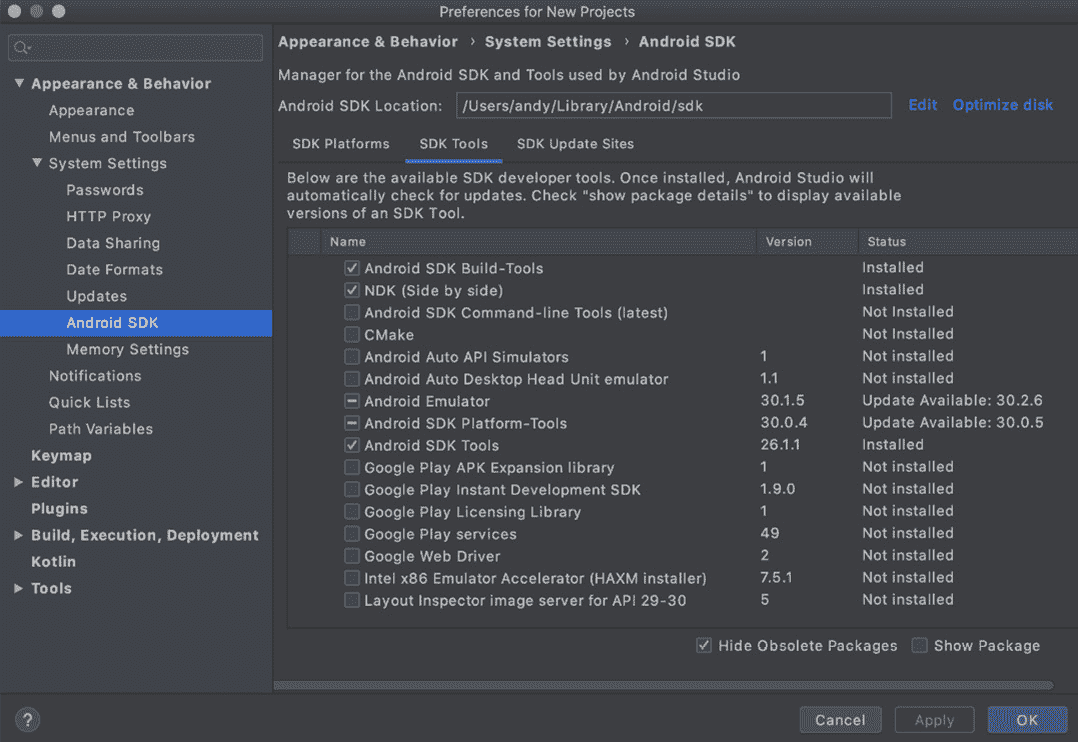 Preferences for New Projects
Appearance & Behavior
Appearance
Menus and Toolbars
System Settings
Passwords
HTTP Proxy
Data Sharing
Date Formats
Updates
Android SDK
Memory Settings
Notifications
Quick Lists
Path Variables
Keymap
Editor
Plugins
Build, Execution, Deployment
Kotlin
Tools
Appearance & Behavior › System Settings › Android SDK
Manager for the Android SDK and Tools used by Android Studio
Android SDK Location: /Users/andy/Library/Android/sdk Edit Optimize disk
SDK Platforms SDK Tools SDK Update Sites
Below are the available SDK developer tools. Once installed, Android Studio will
automatically check for updates. Check "show package details" to display available
versions of an SDK Tool.
Name Version Status
Android SDK Build-Tools Installed
NDK (Side by side) Installed
Android SDK Command-line Tools (latest) Not Installed
CMake Not Installed
Android Auto API Simulators 1 Not installed
Android Auto Desktop Head Unit emulator 1.1 Not installed
Android Emulator 30.1.5 Update Available: 30.2.6
Android SDK Platform-Tools 30.0.4 Update Available: 30.0.5
Android SDK Tools 26.1.1 Installed
Google Play APK Expansion library 1 Not installed
Google Play Instant Development SDK 1.9.0 Not installed
Google Play Licensing Library 1 Not installed
Google Play services 49 Not installed
Google Web Driver 2 Not installed
Intel x86 Emulator Accelerator (HAXM installer) 7.5.1 Not installed
Layout Inspector image server for API 29-30 5 Not installed
Hide Obsolete Packages Show Package
? Cancel Apply OK